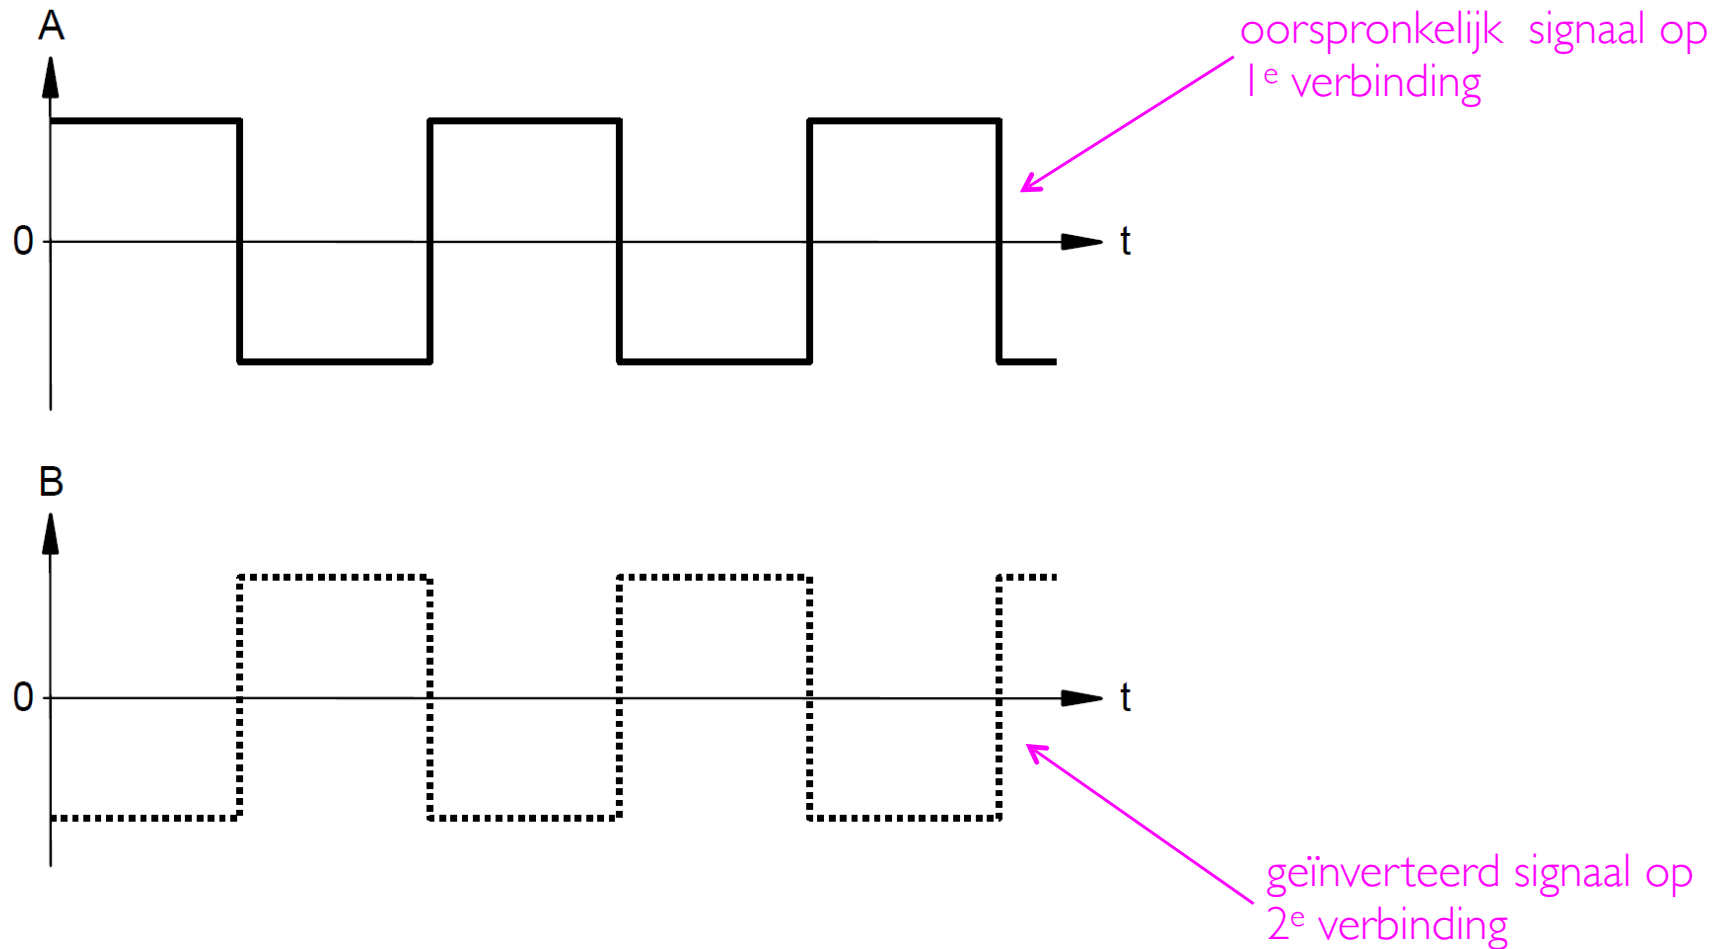 A
oorspronkelijk signaal op
1e verbinding
0
t
B
0
t
geïnverteerd signaal op
2e verbinding